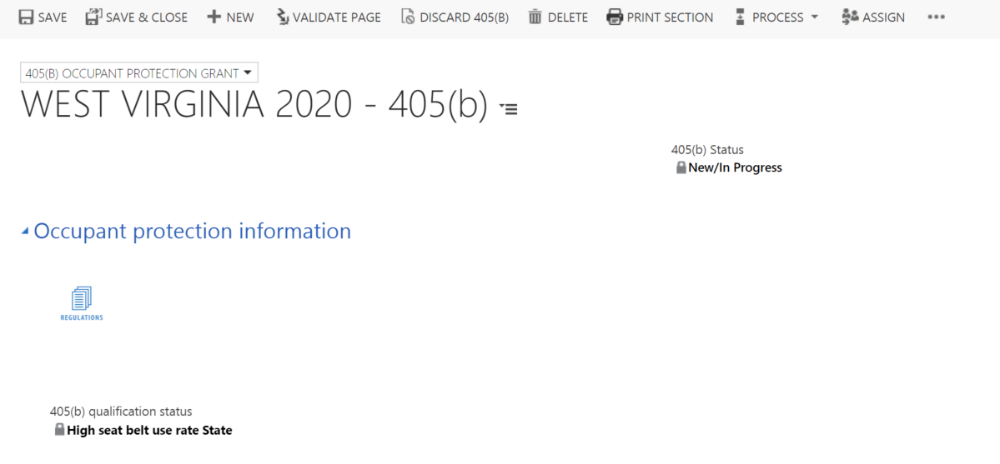 SAVE SAVE & CLOSE NEW VALIDATE PAGE DISCARD 405(B) DELETE PRINT SECTION PROCESS ASSIGN
405(B) OCCUPANT PROTECTION GRANT
WEST VIRGINIA 2020 - 405(b)
405(b) Status
New/In Progress
Occupant protection information
REGULATIONS
405(b) qualification status
High seat belt use rate State